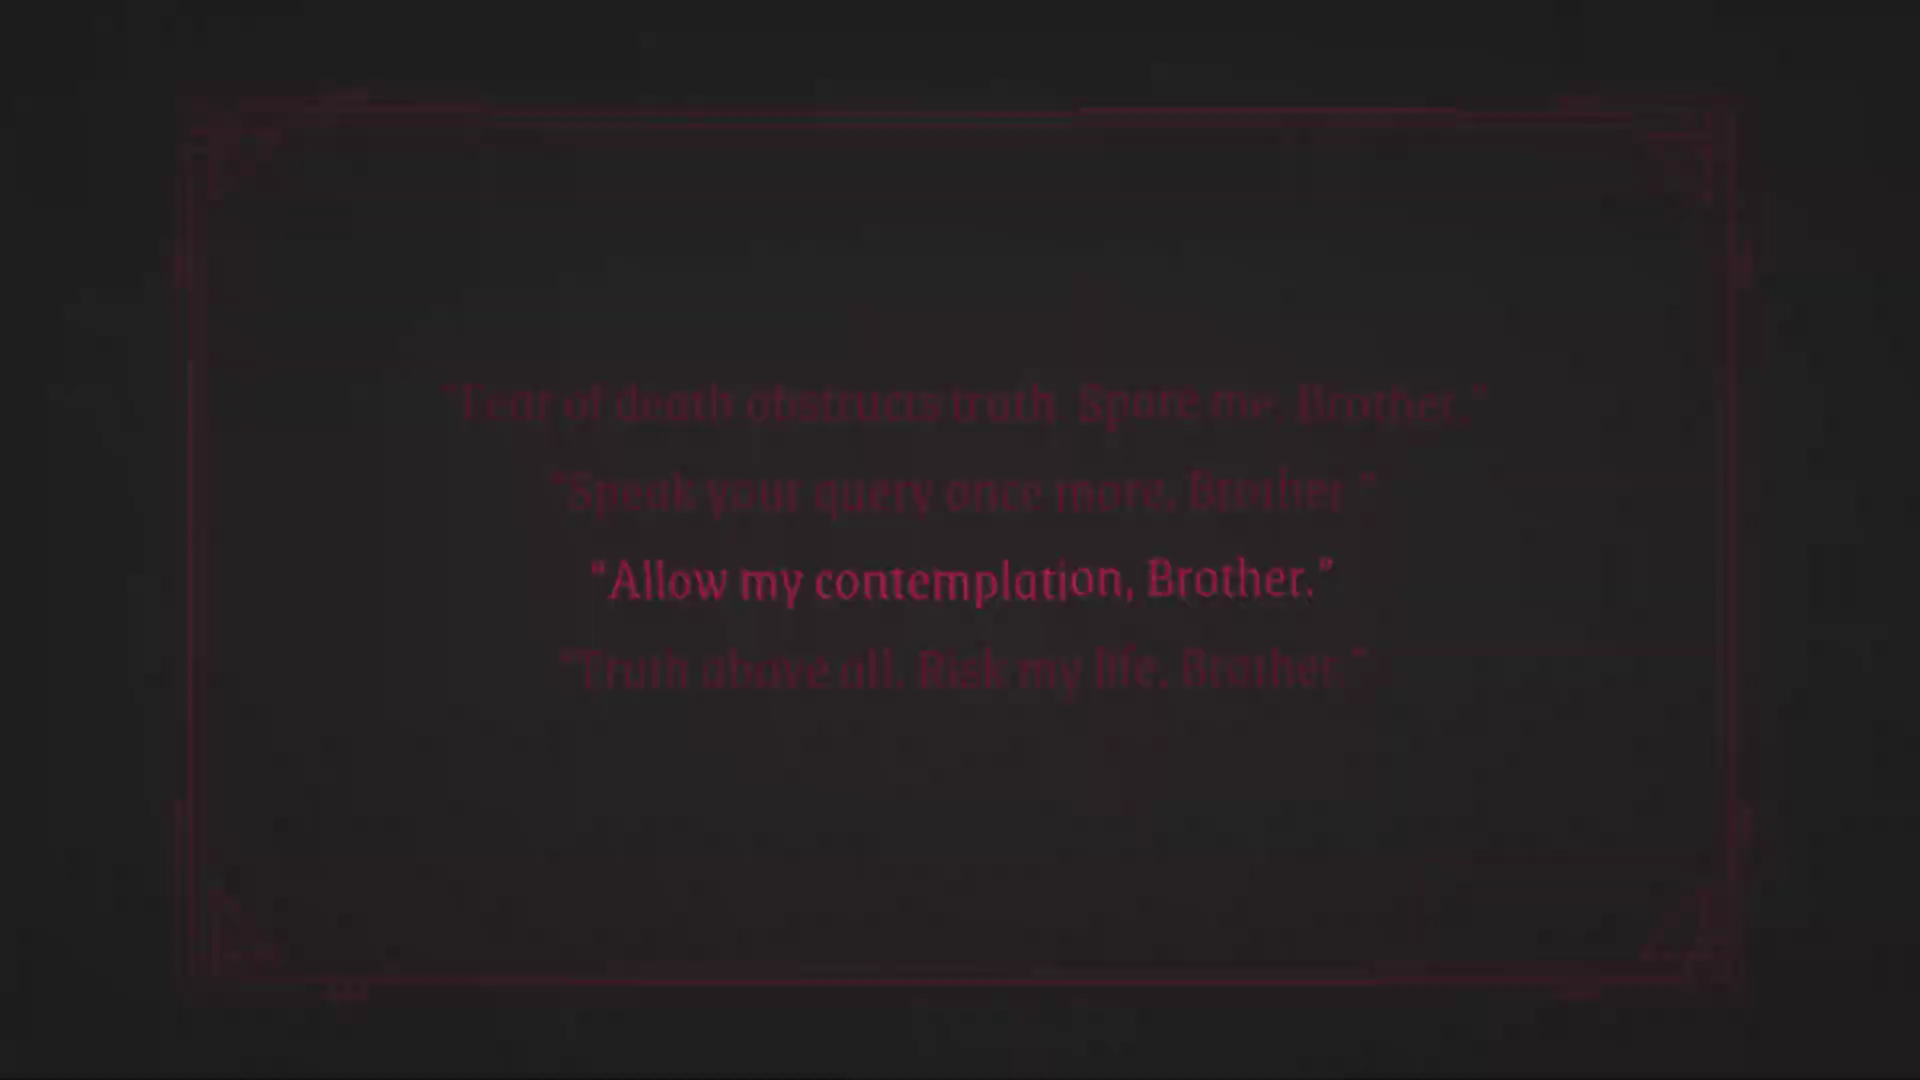 "Fear of death obstructs truth. Spare me, Brother."
"Speak your query once more, Brother."
"Allow my contemplation, Brother."
"Truth above all. Risk my life, Brother."